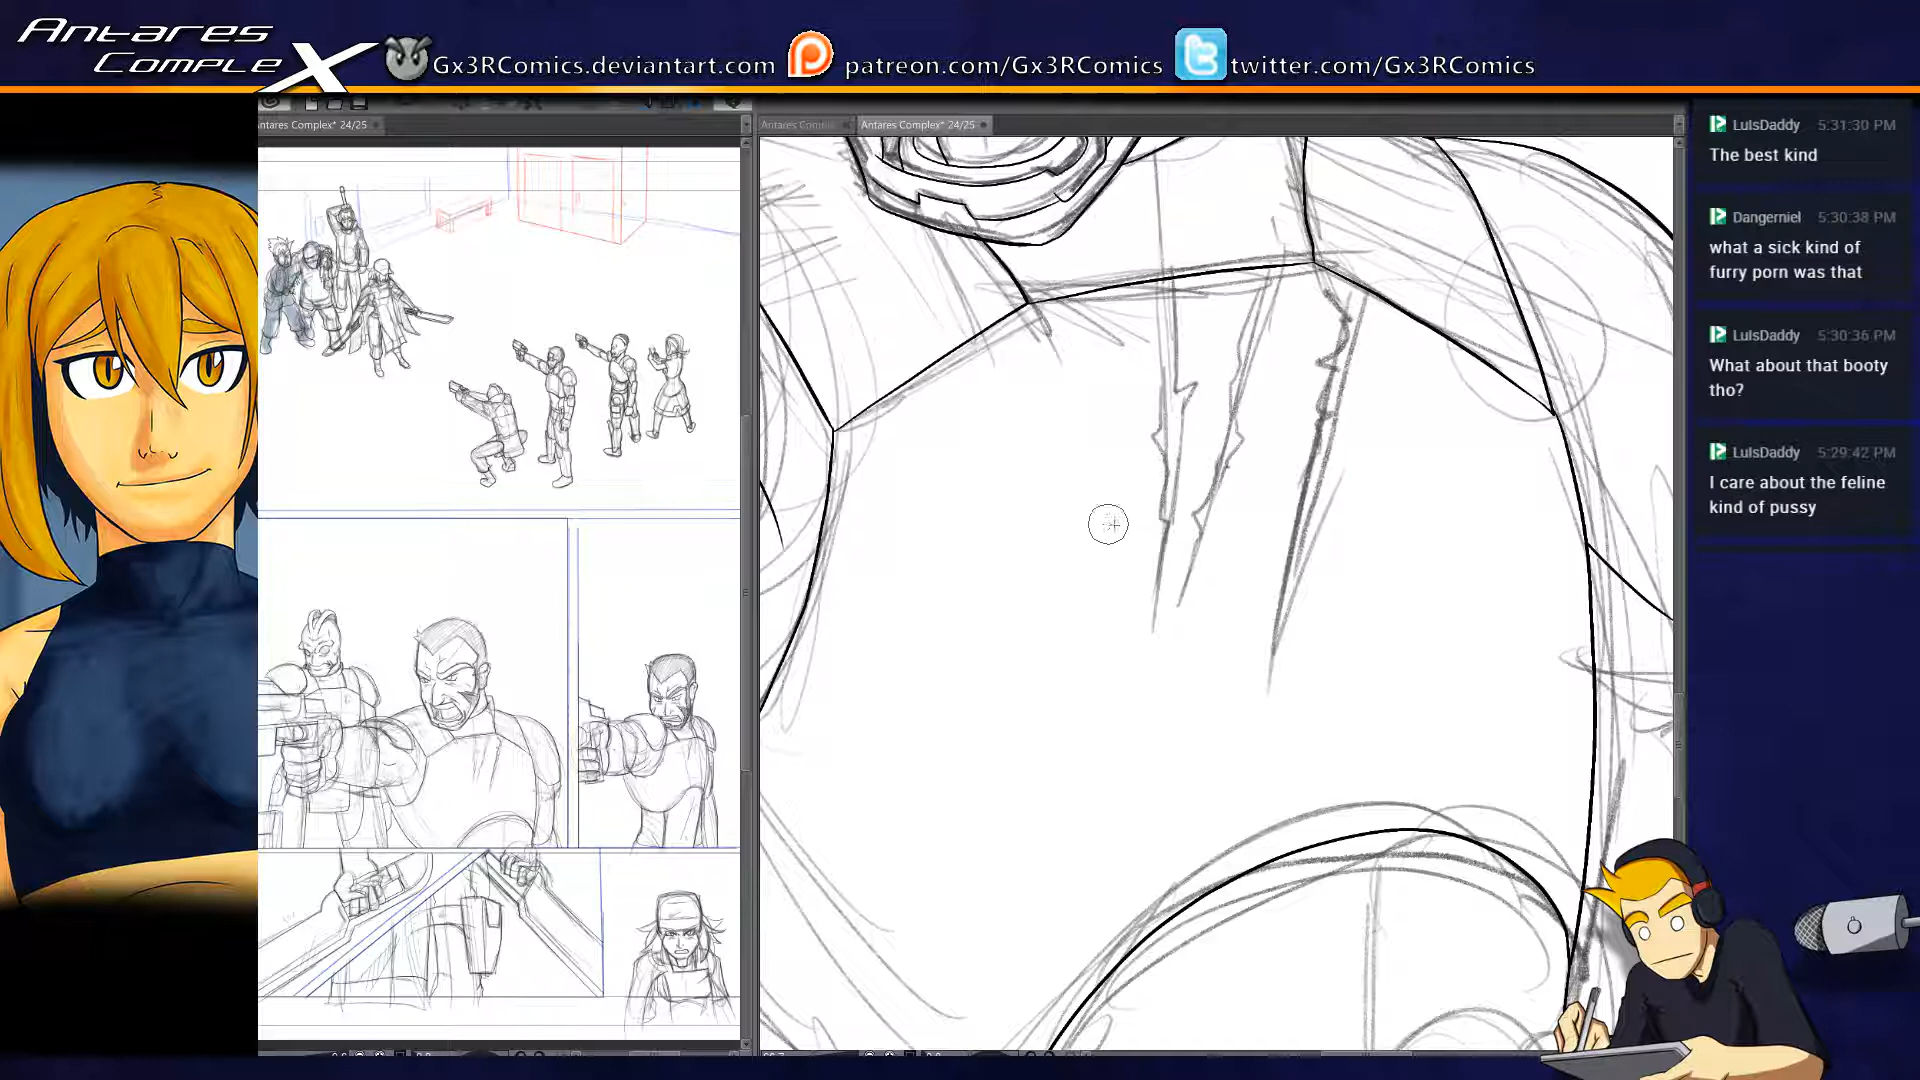 Antares
Complex
Gx3RComics.deviantart.com
patreon.com/Gx3RComics
twitter.com/Gx3RComics
ntares Complex* 24/25
Antares Complex* 24/25
LuIsDaddy 5:31:30 PM
The best kind
Dangerniel 5:30:38 PM
what a sick kind of
furry porn was that
LuIsDaddy 5:30:36 PM
What about that booty
tho?
LuIsDaddy 5:29:42 PM
I care about the feline
kind of pussy